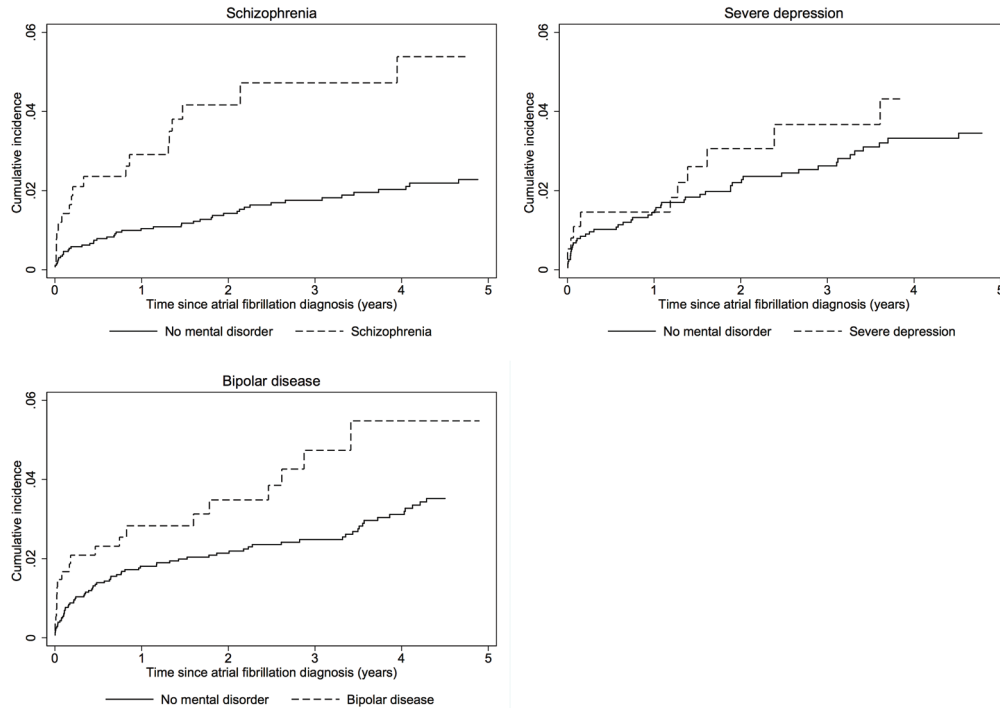 Schizophrenia
.06
.04
.02
0
Cumulative incidence
0 1 2 3 4 5
Time since atrial fibrillation diagnosis (years)
No mental disorder Schizophrenia
Severe depression
.06
.04
.02
0
Cumulative incidence
0 1 2 3 4 5
Time since atrial fibrillation diagnosis (years)
No mental disorder Severe depression
Bipolar disease
.06
.04
.02
0
Cumulative incidence
0 1 2 3 4 5
Time since atrial fibrillation diagnosis (years)
No mental disorder Bipolar disease